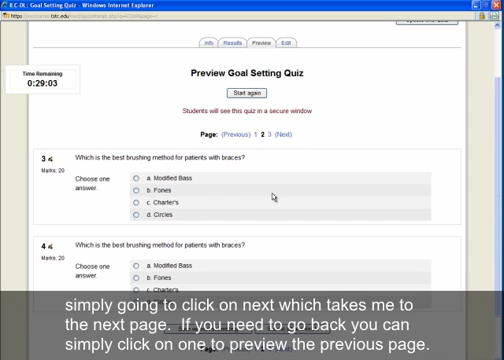 ILC-DL: Goal Setting Quiz - Windows Internet Explorer
Info Results Preview Edit
Time Remaining
0:29:03
Preview Goal Setting Quiz
Start again
Students will see this quiz in a secure window
Page: (Previous) 1 2 3 (Next)
3
Marks: 20
Which is the best brushing method for patients with braces?
Choose one answer.
a. Modified Bass
b. Fones
c. Charter's
d. Circles
4
Marks: 20
Which is the best brushing method for patients with braces?
Choose one answer.
a. Modified Bass
b. Fones
c. Charter's
simply going to click on next which takes me to
the next page. If you need to go back you can
simply click on one to preview the previous page.